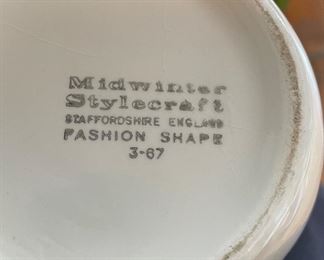 Midwinter
Stylecraft
STAFFORDSHIRE ENGLAND
FASHION SHAPE
3-67